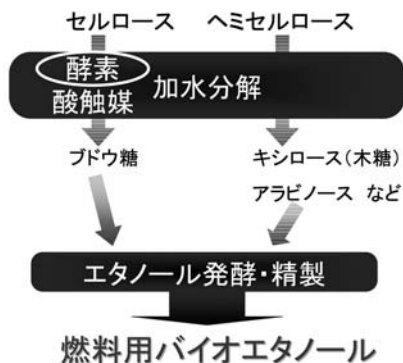 セルロース ヘミセルロース
酵素
酸触媒
加水分解
ブドウ糖
キシロース(木糖)
アラビノース など
エタノール発酵・精製
燃料用バイオエタノール